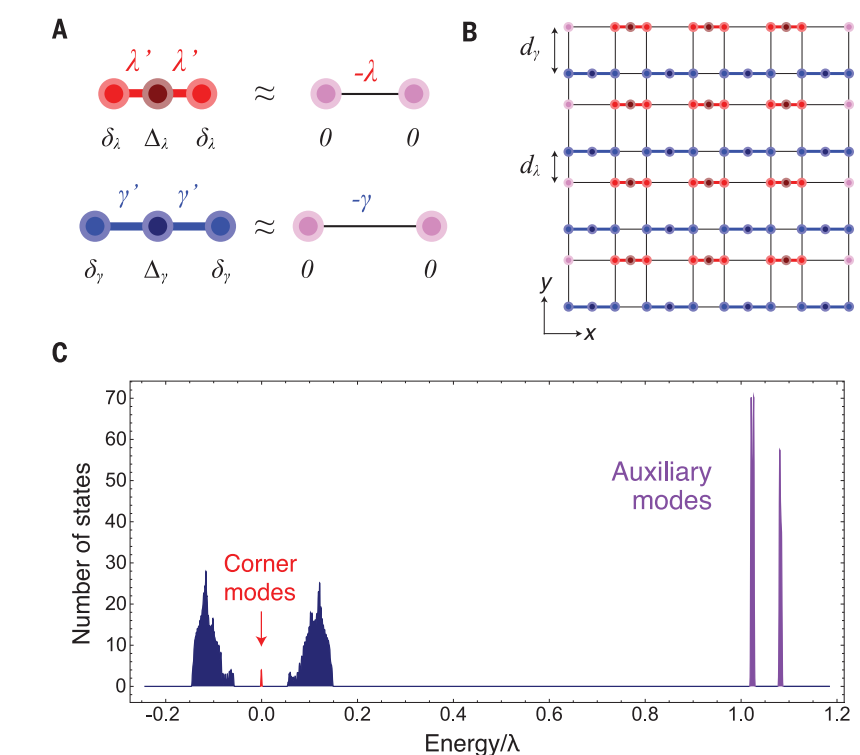 A
λ’ λ’
≈
-λ
δλ Δλ δλ
0 0
γ’ γ’
≈
-γ
δγ Δγ δγ
0 0
B
dγ
dλ
y
x
C
Number of states
70
60
50
40
30
20
10
0
Corner
modes
Auxiliary
modes
-0.2 0.0 0.2 0.4 0.6 0.8 1.0 1.2
Energy/λ